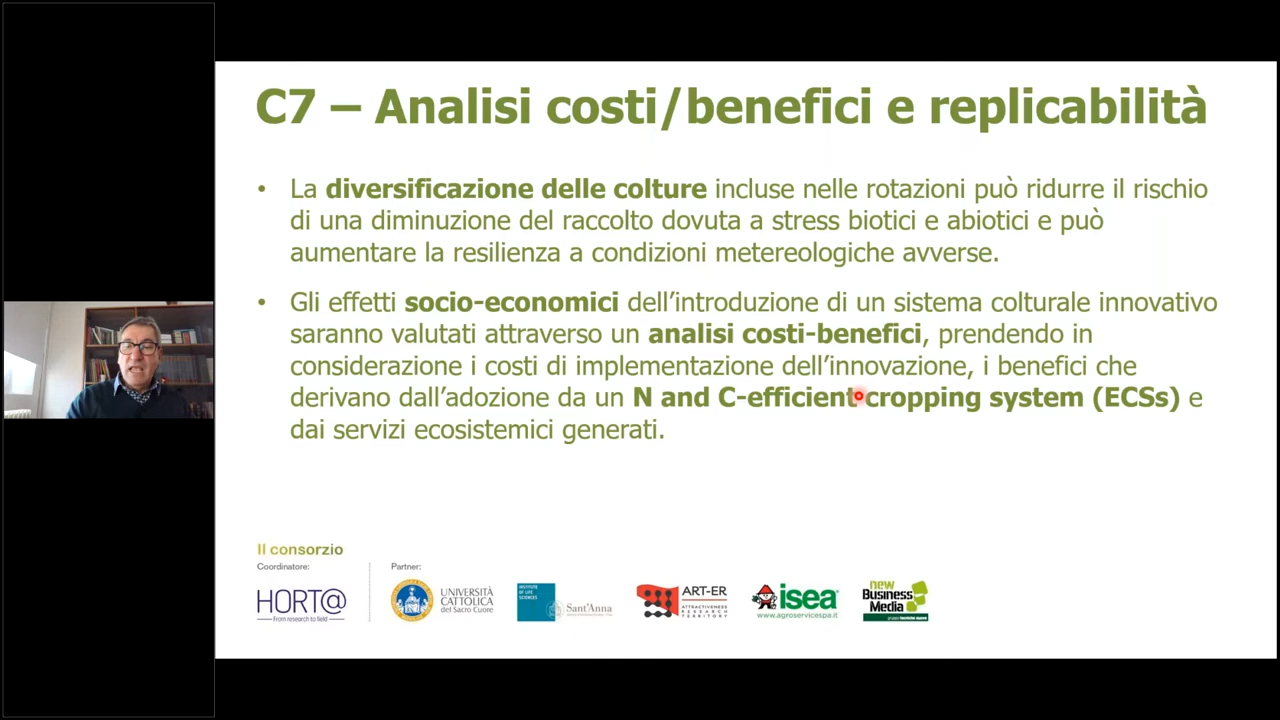 C7 – Analisi costi/benefici e replicabilità
• La diversificazione delle colture incluse nelle rotazioni può ridurre il rischio
di una diminuzione del raccolto dovuta a stress biotici e abiotici e può
aumentare la resilienza a condizioni metereologiche avverse.
• Gli effetti socio-economici dell’introduzione di un sistema colturale innovativo
saranno valutati attraverso un analisi costi-benefici, prendendo in
considerazione i costi di implementazione dell’innovazione, i benefici che
derivano dall’adozione da un N and C-efficient cropping system (ECSs) e
dai servizi ecosistemici generati.
Il consorzio
Coordinatore:
Partner:
HORT@
From research to field
UNIVERSITÀ
CATTOLICA
del Sacro Cuore
INSTITUTE
OF LIFE
SCIENCES
Sant'Anna
ART-ER
ATTRACTIVENESS
RESEARCH
TERRITORY
isea
www.agroservicespa.it
new
Business
Media